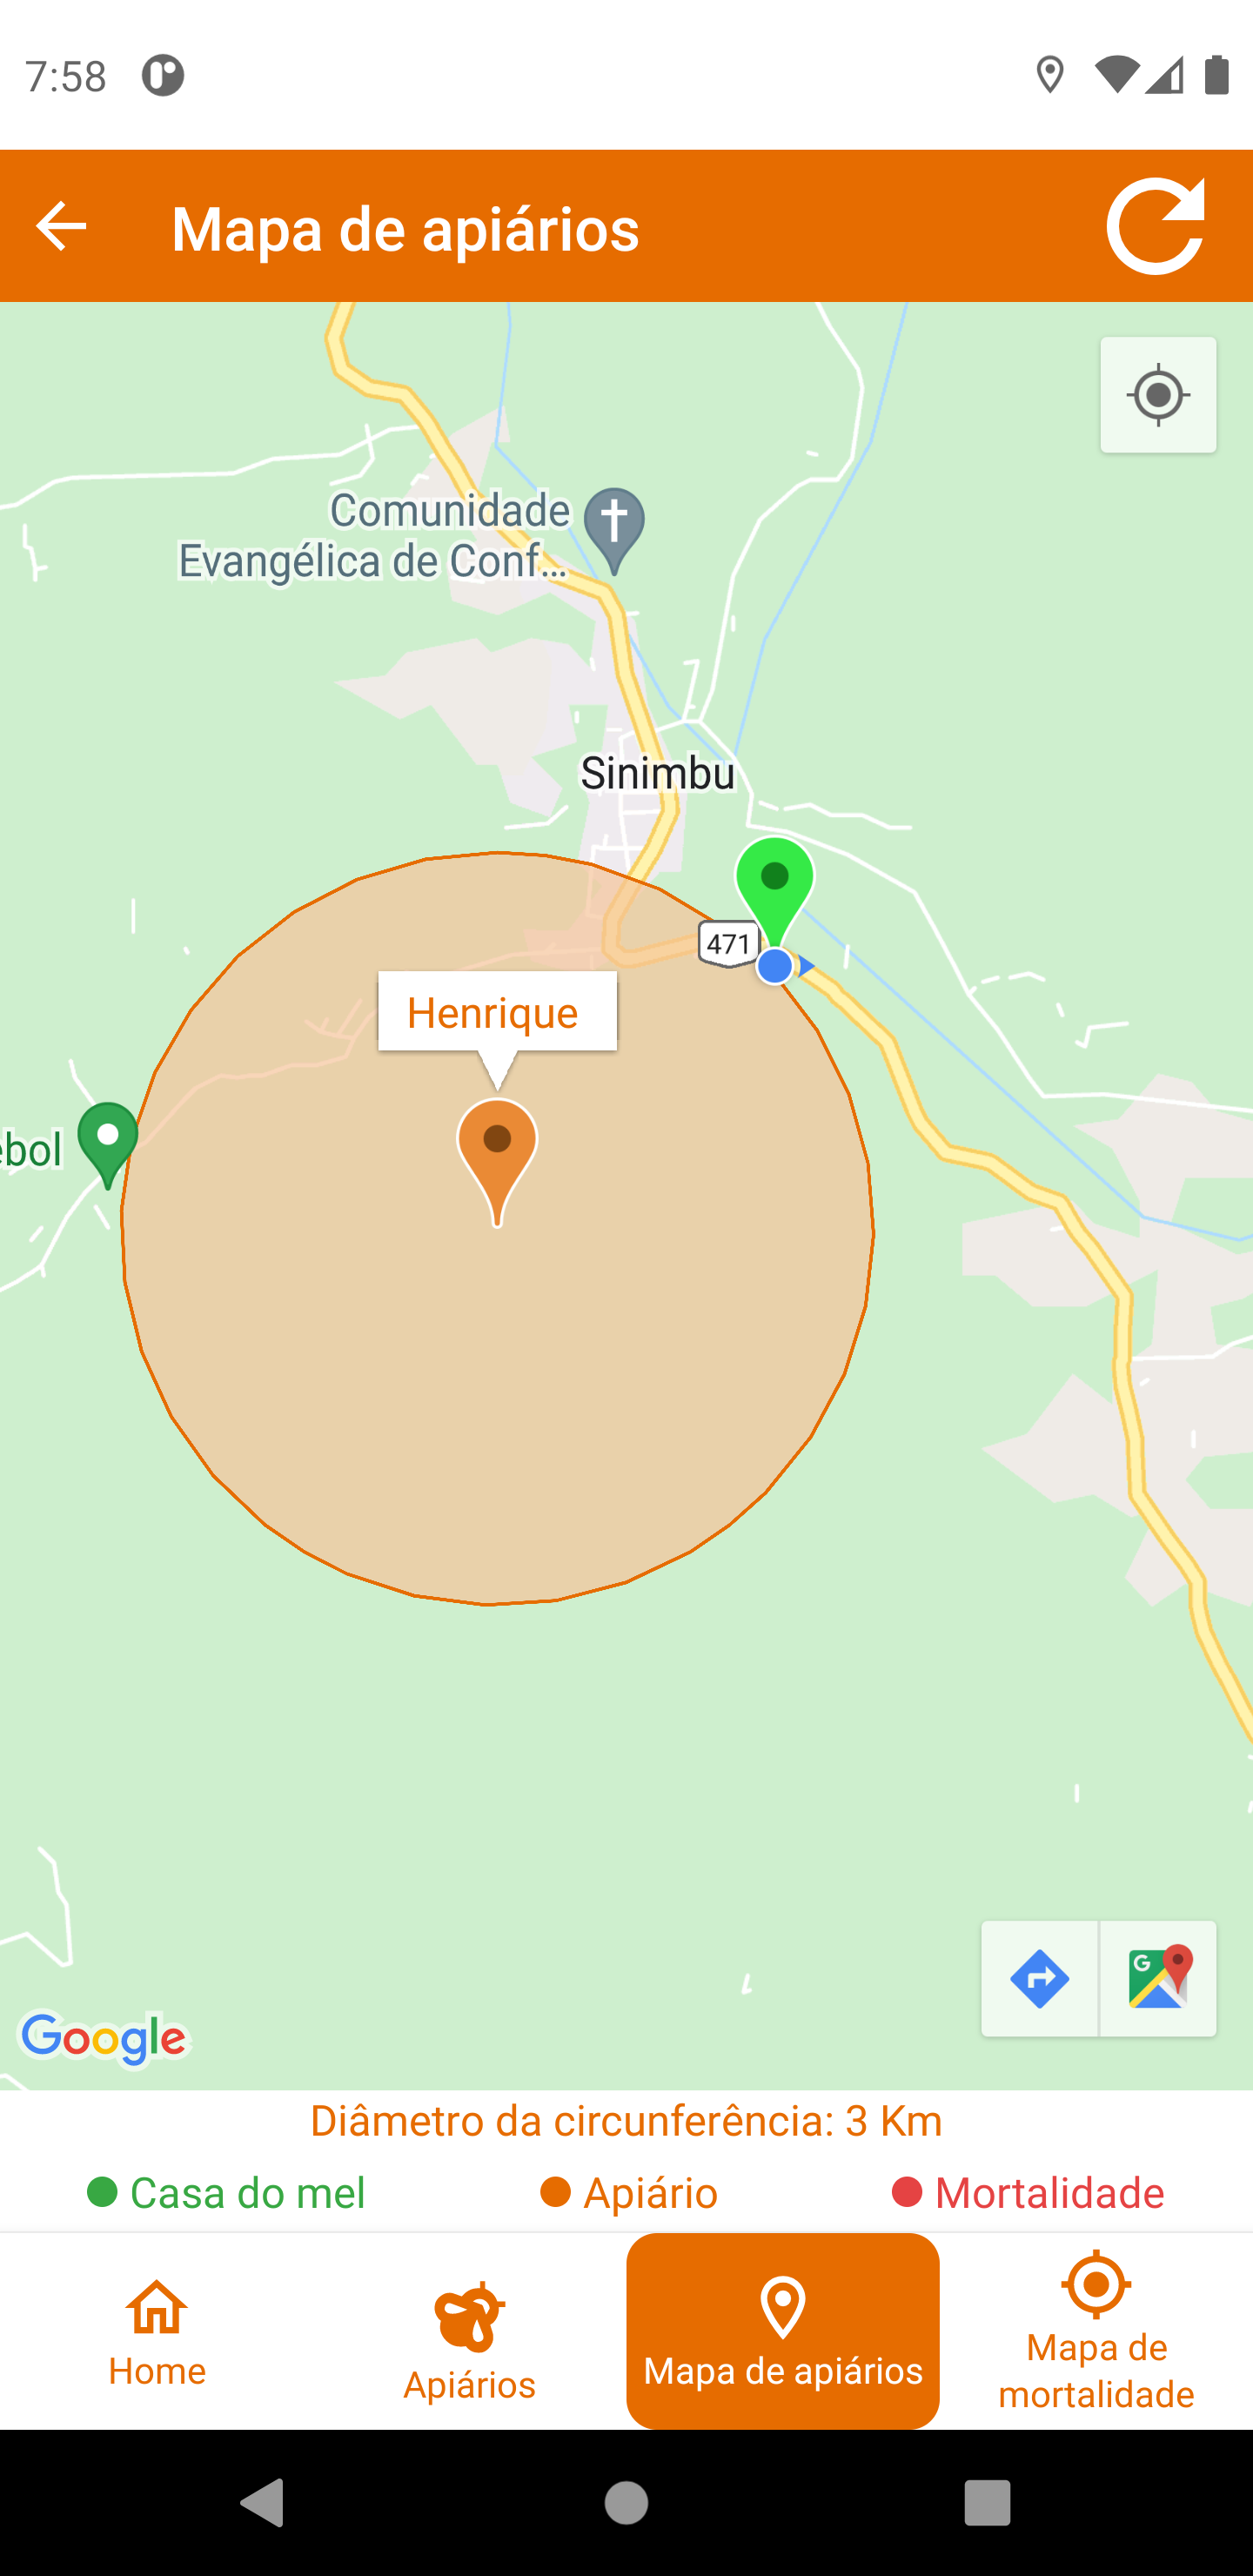 7:58
Mapa de apiários
Comunidade
Evangélica de Conf...
Sinimbu
471
Henrique
bol
G
Google
Diâmetro da circunferência: 3 Km
Casa do mel
Apiário
Mortalidade
Home
Apiários
Mapa de apiários
Mapa de
mortalidade